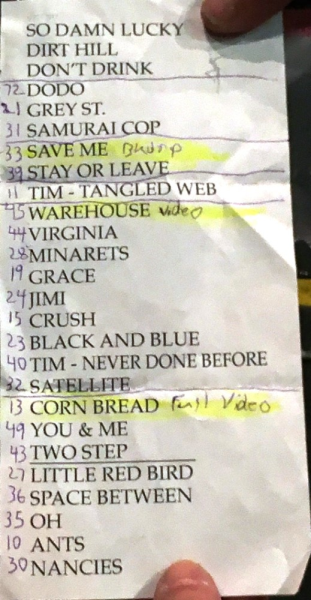 SO DAMN LUCKY
DIRT HILL
DON'T DRINK
72 DODO
21 GREY ST.
31 SAMURAI COP
33 SAVE ME
39 STAY OR LEAVE
11 TIM - TANGLED WEB
45 WAREHOUSE video
44 VIRGINIA
28 MINARETS
19 GRACE
24 JIMI
15 CRUSH
23 BLACK AND BLUE
40 TIM - NEVER DONE BEFORE
32 SATELLITE
13 CORN BREAD Full Video
49 YOU & ME
43 TWO STEP
27 LITTLE RED BIRD
36 SPACE BETWEEN
35 OH
10 ANTS
30 NANCIES